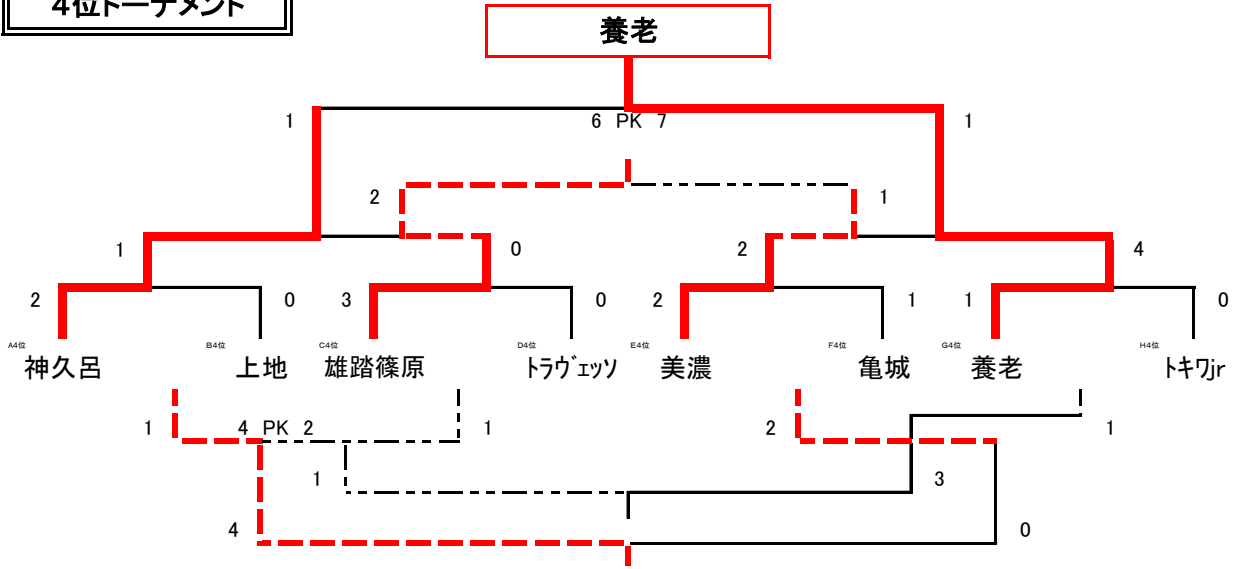 4位トーナメント
養老
1
6 PK 7
1
2
1
1
0
2
4
2
0
3
0
2
1
1
0
A4位
B4位
C4位
D4位
E4位
F4位
G4位
H4位
神久呂
上地
雄踏篠原
ﾄﾗヴｪｯｿ
美濃
亀城
養老
ﾄｷﾜjr
1
4 PK 2
1
2
1
1
3
4
0